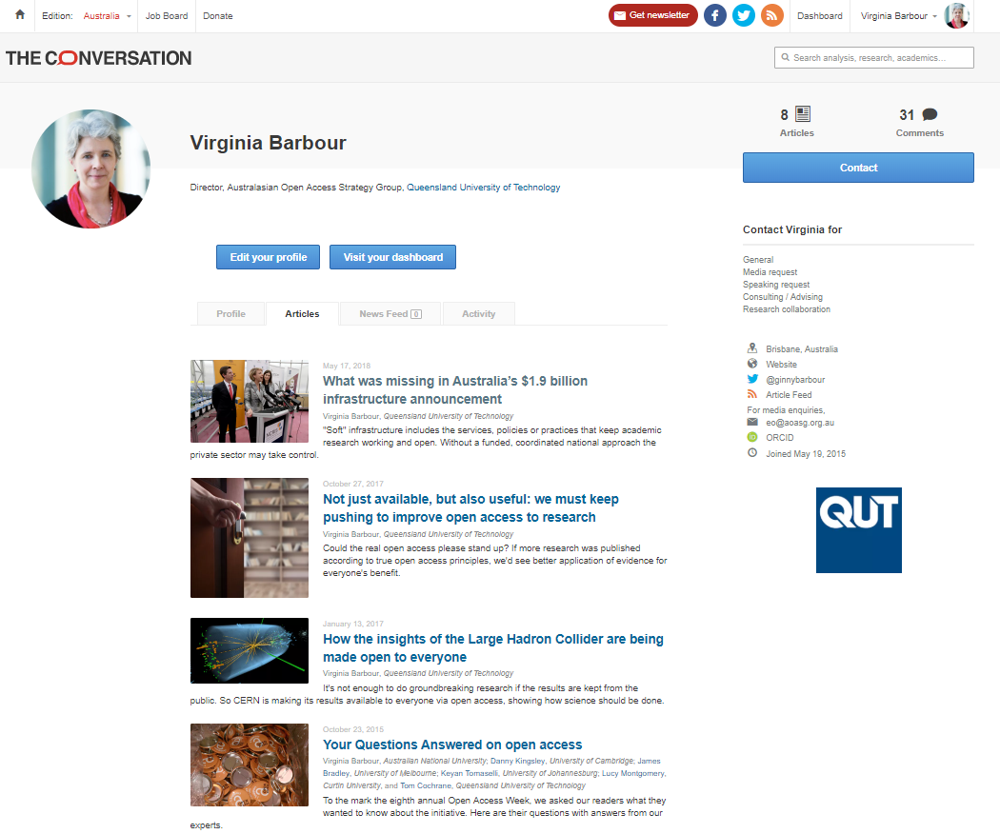 Edition: Australia Job Board Donate Get newsletter Dashboard Virginia Barbour
THE CONVERSATION
Search analysis, research, academics...
8
Articles
31
Comments
Virginia Barbour
Contact
Director, Australasian Open Access Strategy Group, Queensland University of Technology
Edit your profile Visit your dashboard
Profile Articles News Feed 0 Activity
May 17, 2018
What was missing in Australia's $1.9 billion
infrastructure announcement
Virginia Barbour, Queensland University of Technology
"Soft" infrastructure includes the services, policies or practices that keep academic
research working and open. Without a funded, coordinated national approach the
private sector may take control.
October 27, 2017
Not just available, but also useful: we must keep
pushing to improve open access to research
Virginia Barbour, Queensland University of Technology
Could the real open access please stand up? If more research was published
according to true open access principles, we'd see better application of evidence for
everyone's benefit.
January 13, 2017
How the insights of the Large Hadron Collider are being
made open to everyone
Virginia Barbour, Queensland University of Technology
It's not enough to do groundbreaking research if the results are kept from the
public. So CERN is making its results available to everyone via open access, showing how science should be done.
October 23, 2015
Your Questions Answered on open access
Virginia Barbour, Australian National University; Danny Kingsley, University of Cambridge; James
Bradley, University of Melbourne; Keyan Tomaselli, University of Johannesburg; Lucy Montgomery,
Curtin University, and Tom Cochrane, Queensland University of Technology
To the mark the eighth annual Open Access Week, we asked our readers what they
wanted to know about the initiative. Here are their questions with answers from our
experts.
Contact Virginia for
General
Media request
Speaking request
Consulting / Advising
Research collaboration
Brisbane, Australia
Website
@ginnybarbour
Article Feed
For media enquiries,
eo@aoasg.org.au
iD ORCID
Joined May 19, 2015
QUT